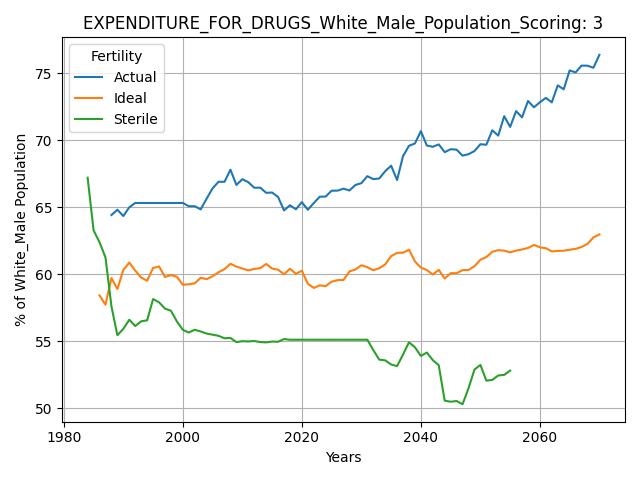 EXPENDITURE_FOR_DRUGS_White_Male_Population_Scoring: 3
Fertility
Actual
Ideal
Sterile
% of White_Male Population
75
70
65
60
55
50
1980
2000
2020
2040
2060
Years